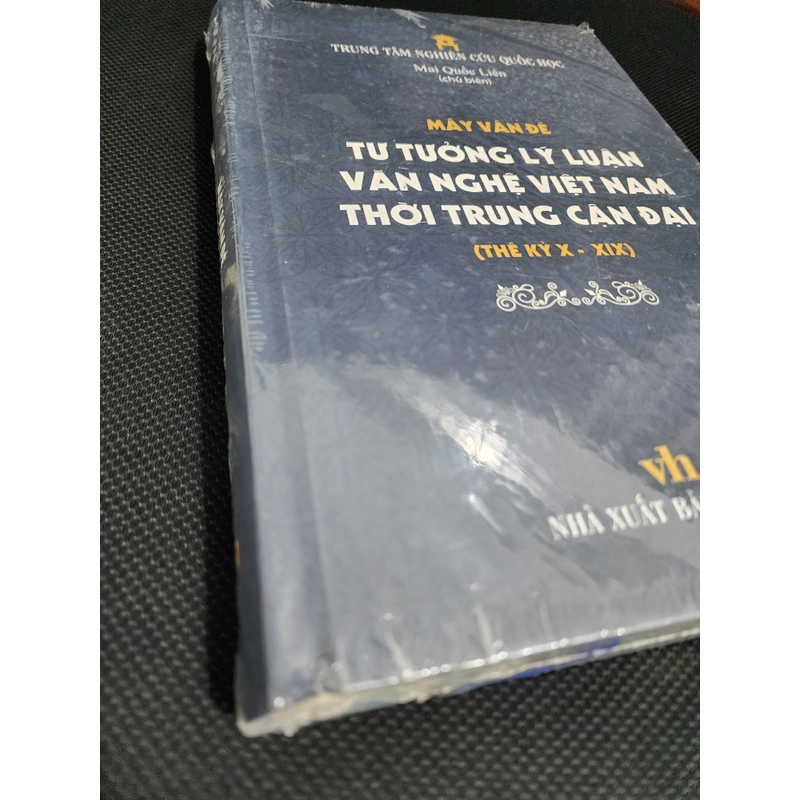 TRUNG TÂM NGHIÊN CỨU QUỐC HỌC
Mai Quốc Liên
(chủ biên)
MẤY VẤN ĐỀ
TƯ TƯỞNG LÝ LUẬN
VĂN NGHỆ VIỆT NAM
THỜI TRUNG CẬN ĐẠI
(THẾ KỶ X - XIX)
vh
NHÀ XUẤT BẢ